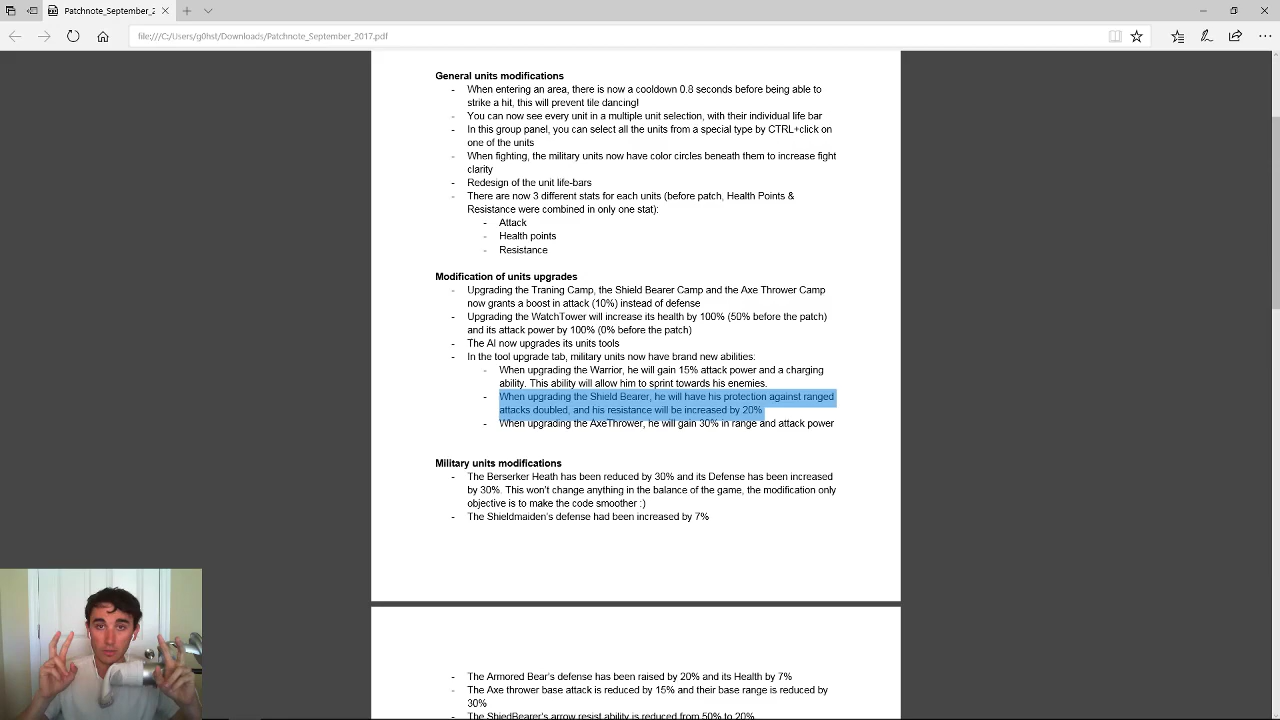 Patchnote_September_2
file:///C:/Users/g0hst/Downloads/Patchnote_September_2017.pdf
General units modifications
- When entering an area, there is now a cooldown 0.8 seconds before being able to
strike a hit, this will prevent tile dancing!
- You can now see every unit in a multiple unit selection, with their individual life bar
- In this group panel, you can select all the units from a special type by CTRL+click on
one of the units
- When fighting, the military units now have color circles beneath them to increase fight
clarity
- Redesign of the unit life-bars
- There are now 3 different stats for each units (before patch, Health Points &
Resistance were combined in only one stat):
- Attack
- Health points
- Resistance
Modification of units upgrades
- Upgrading the Traning Camp, the Shield Bearer Camp and the Axe Thrower Camp
now grants a boost in attack (10%) instead of defense
- Upgrading the WatchTower will increase its health by 100% (50% before the patch)
and its attack power by 100% (0% before the patch)
- The AI now upgrades its units tools
- In the tool upgrade tab, military units now have brand new abilities:
- When upgrading the Warrior, he will gain 15% attack power and a charging
ability. This ability will allow him to sprint towards his enemies.
- When upgrading the Shield Bearer, he will have his protection against ranged
attacks doubled, and his resistance will be increased by 20%
- When upgrading the AxeThrower, he will gain 30% in range and attack power
Military units modifications
- The Berserker Heath has been reduced by 30% and its Defense has been increased
by 30%. This won't change anything in the balance of the game, the modification only
objective is to make the code smoother :)
- The Shieldmaiden's defense had been increased by 7%
- The Armored Bear's defense has been raised by 20% and its Health by 7%
- The Axe thrower base attack is reduced by 15% and their base range is reduced by
30%
- The ShiedBearer's arrow resist ability is reduced from 50% to 20%